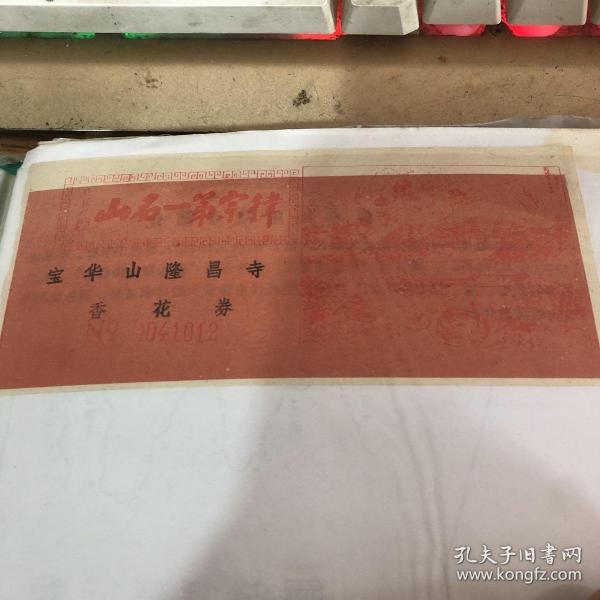 山名一第宗律
宝华山隆昌寺
香花券
№ 0041012
孔夫子旧书网
www.kongfz.com